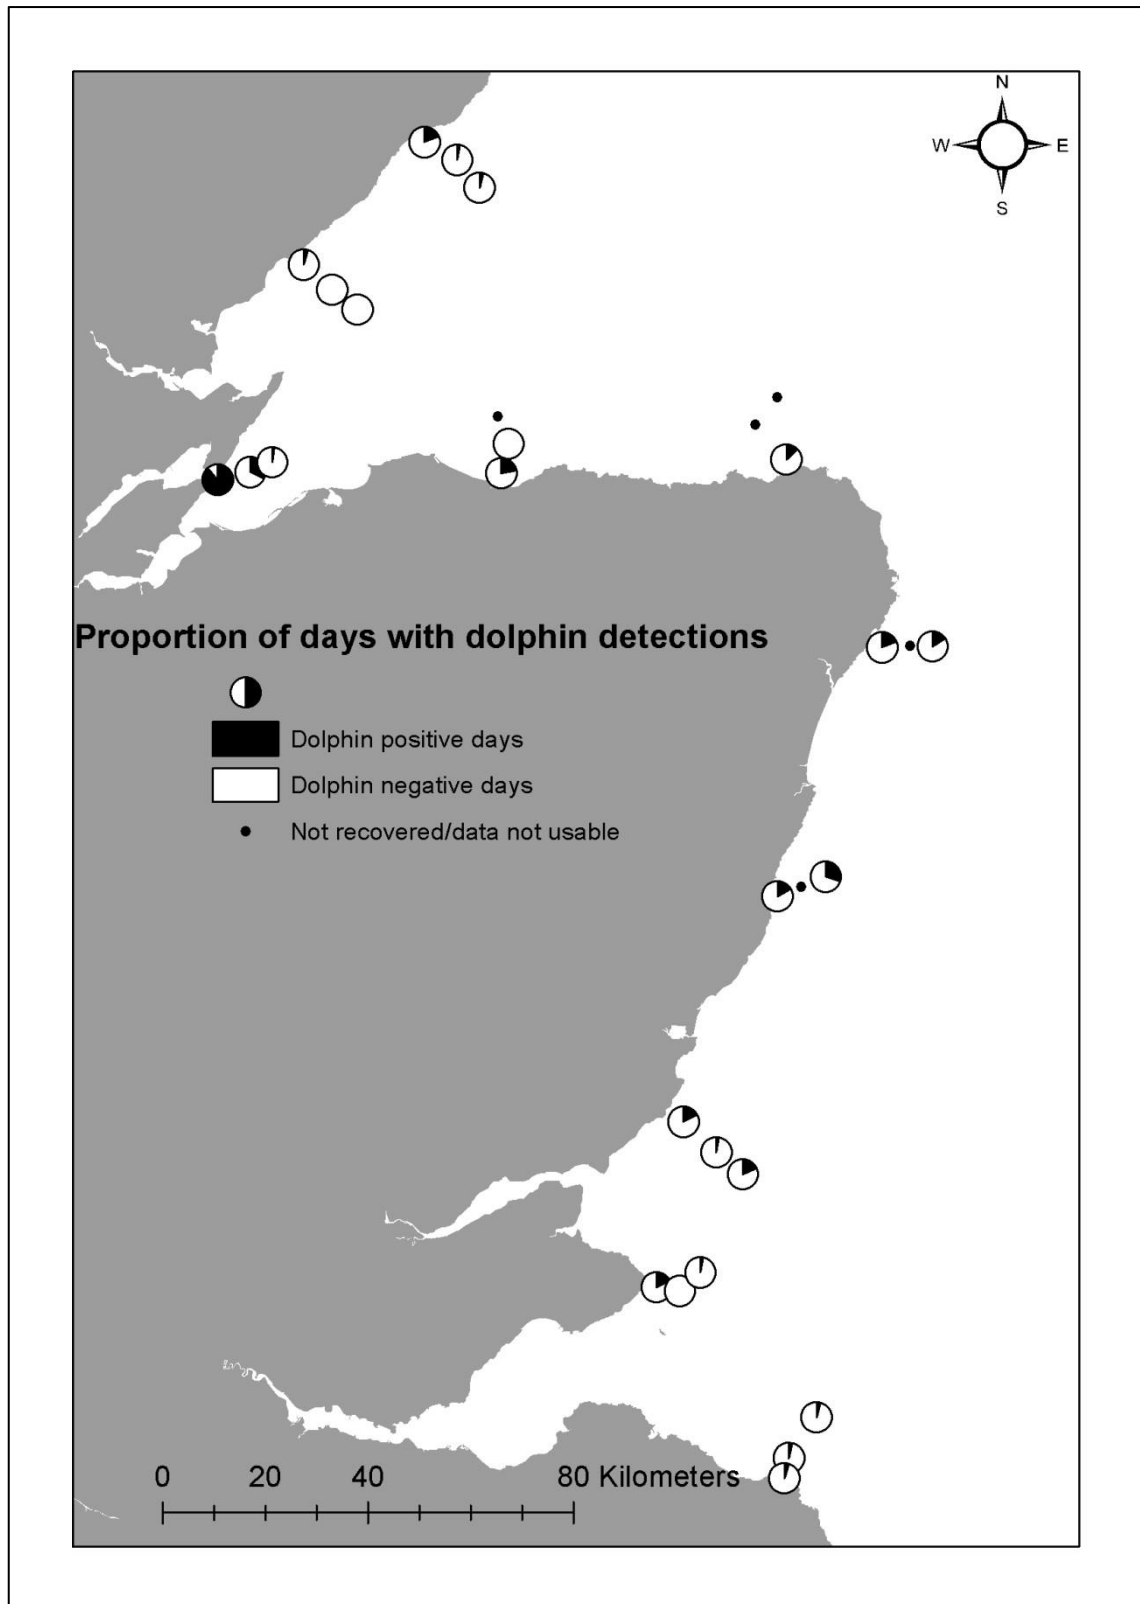 N
W E
S
Proportion of days with dolphin detections
Dolphin positive days
Dolphin negative days
Not recovered/data not usable
0 20 40 80 Kilometers